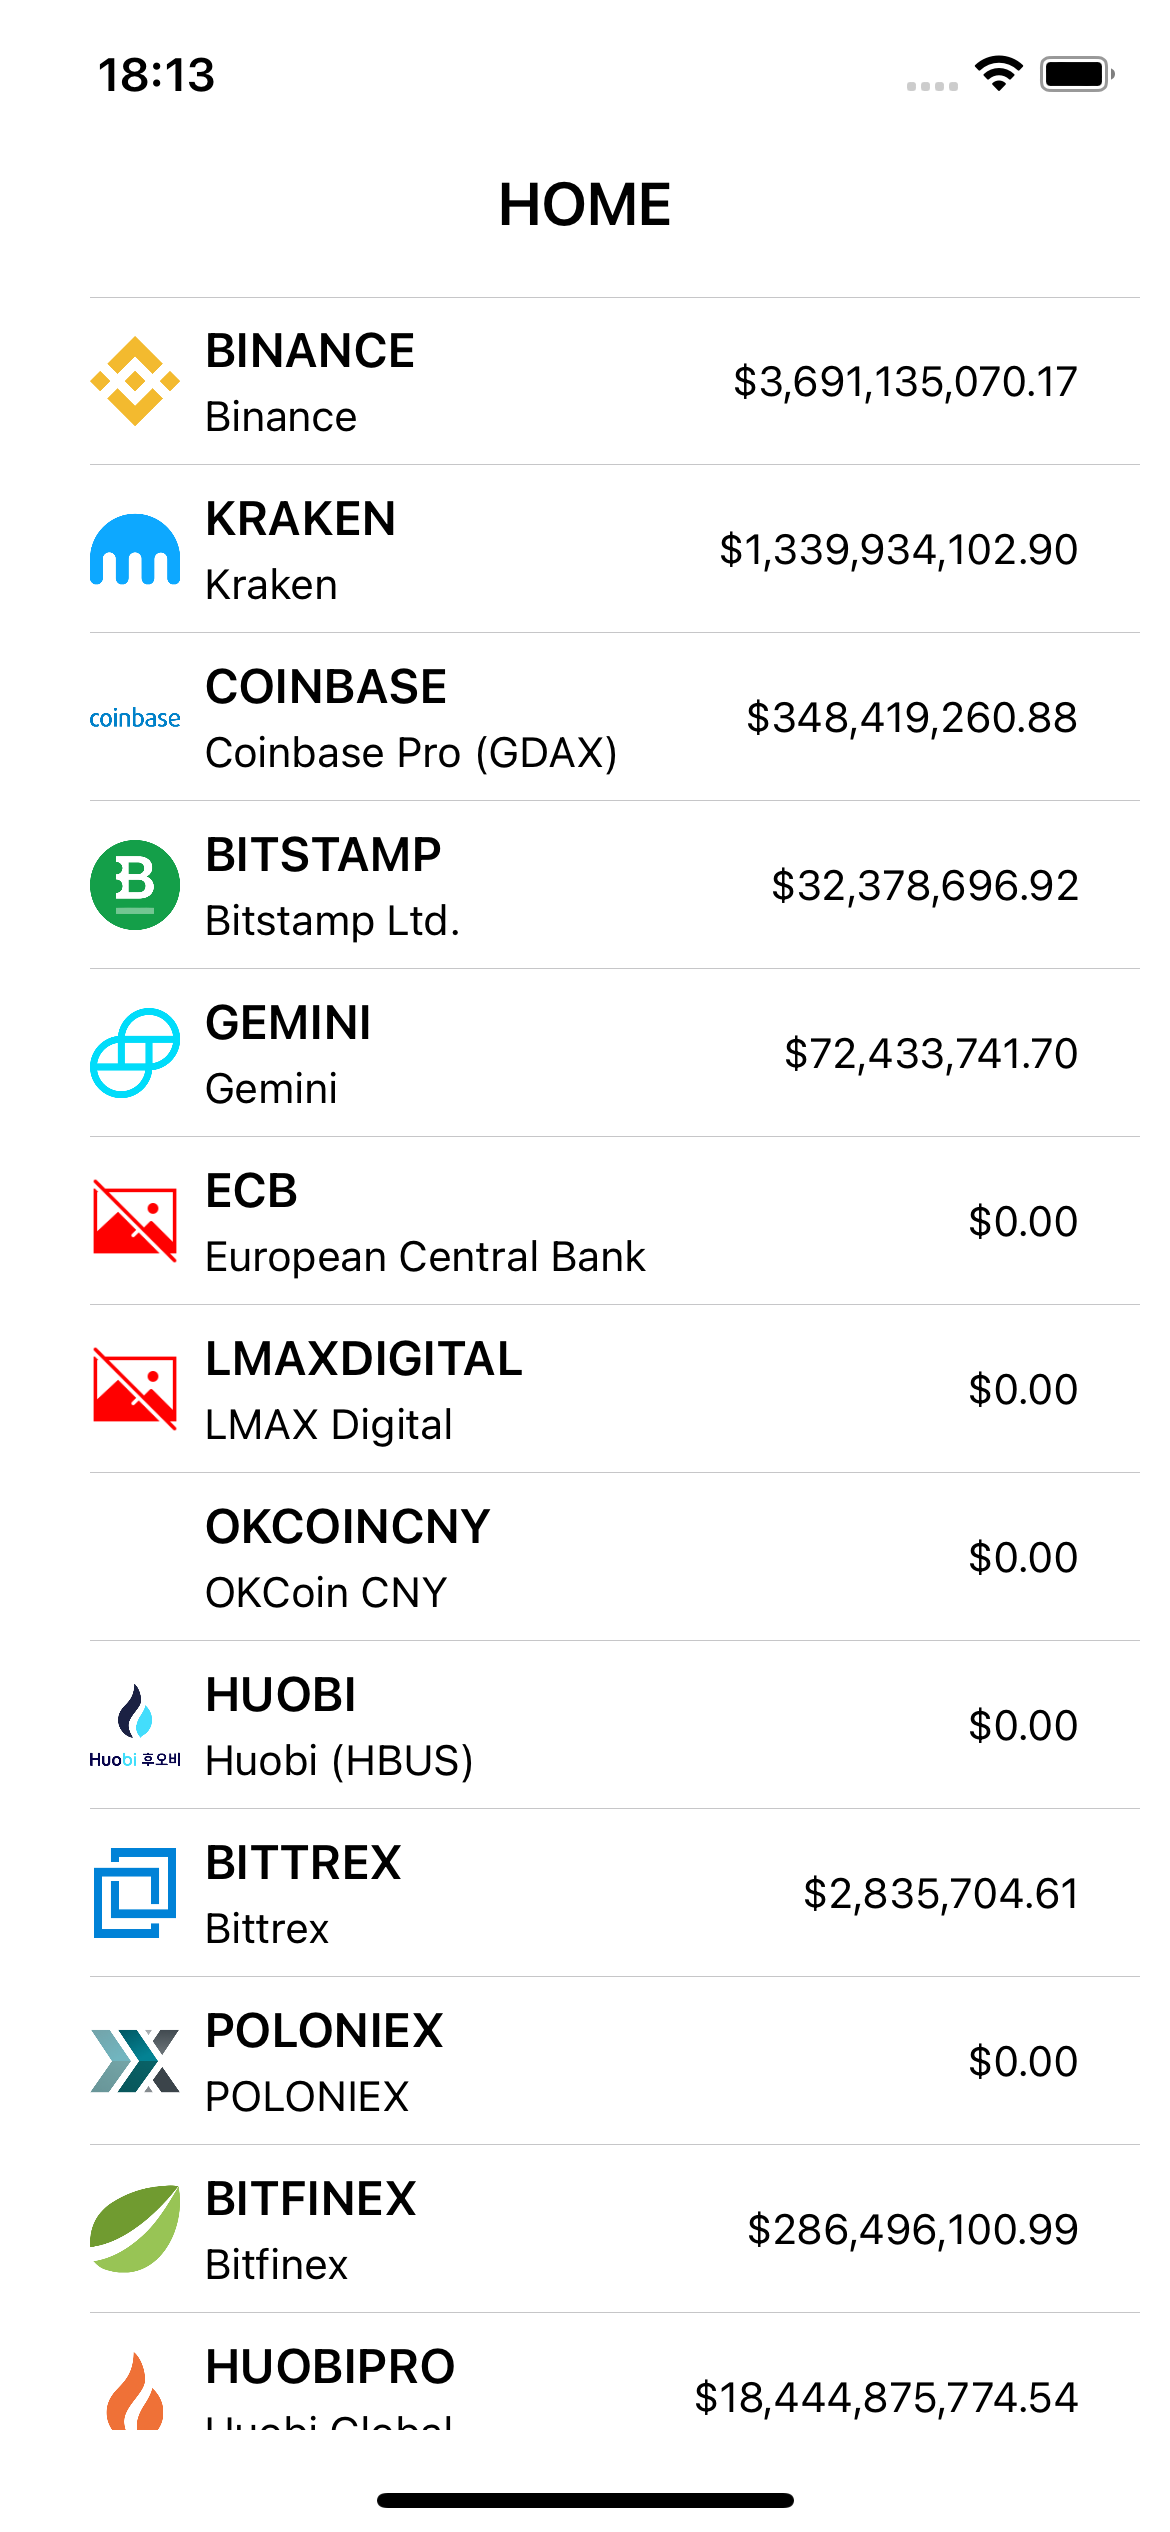 18:13
HOME
BINANCE
Binance
$3,691,135,070.17
KRAKEN
Kraken
$1,339,934,102.90
coinbase
COINBASE
Coinbase Pro (GDAX)
$348,419,260.88
B
BITSTAMP
Bitstamp Ltd.
$32,378,696.92
GEMINI
Gemini
$72,433,741.70
ECB
European Central Bank
$0.00
LMAXDIGITAL
LMAX Digital
$0.00
OKCOINCNY
OKCoin CNY
$0.00
Huobi 후오비
HUOBI
Huobi (HBUS)
$0.00
BITTREX
Bittrex
$2,835,704.61
POLONIEX
POLONIEX
$0.00
BITFINEX
Bitfinex
$286,496,100.99
HUOBIPRO
Huobi Global
$18,444,875,774.54